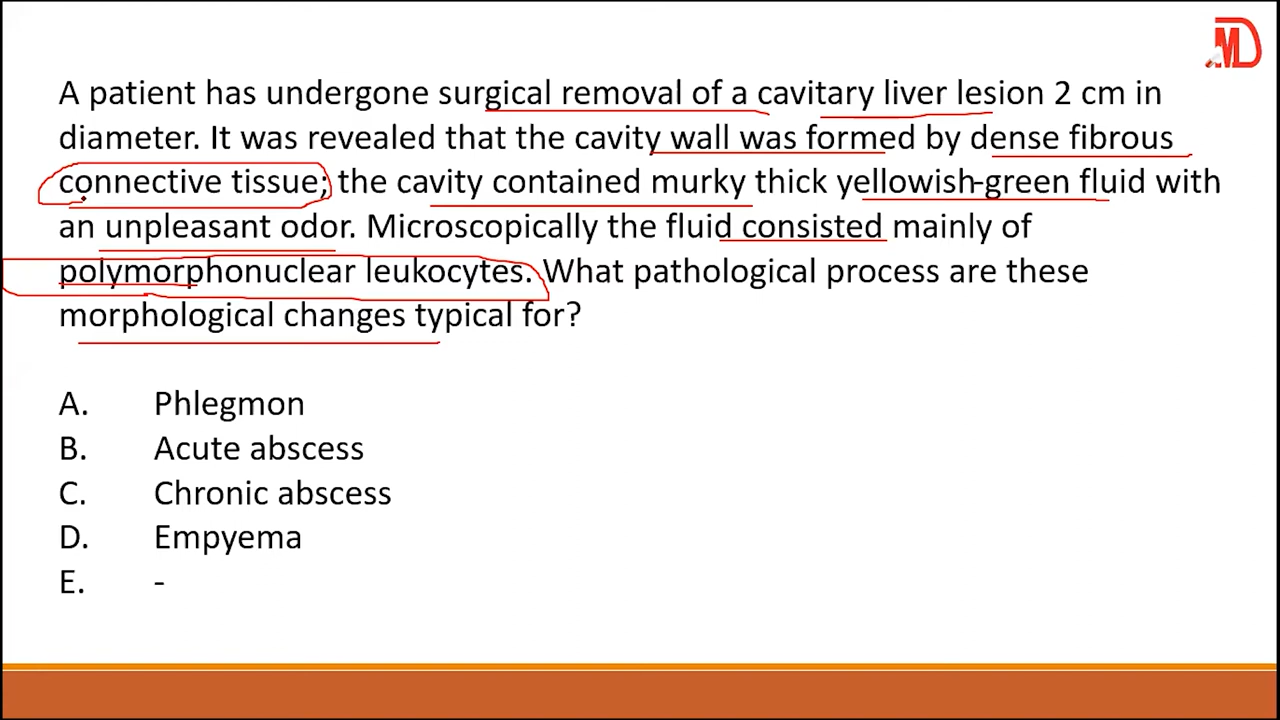 MD
A patient has undergone surgical removal of a cavitary liver lesion 2 cm in
diameter. It was revealed that the cavity wall was formed by dense fibrous
connective tissue; the cavity contained murky thick yellowish-green fluid with
an unpleasant odor. Microscopically the fluid consisted mainly of
polymorphonuclear leukocytes. What pathological process are these
morphological changes typical for?
A. Phlegmon
B. Acute abscess
C. Chronic abscess
D. Empyema
E. -